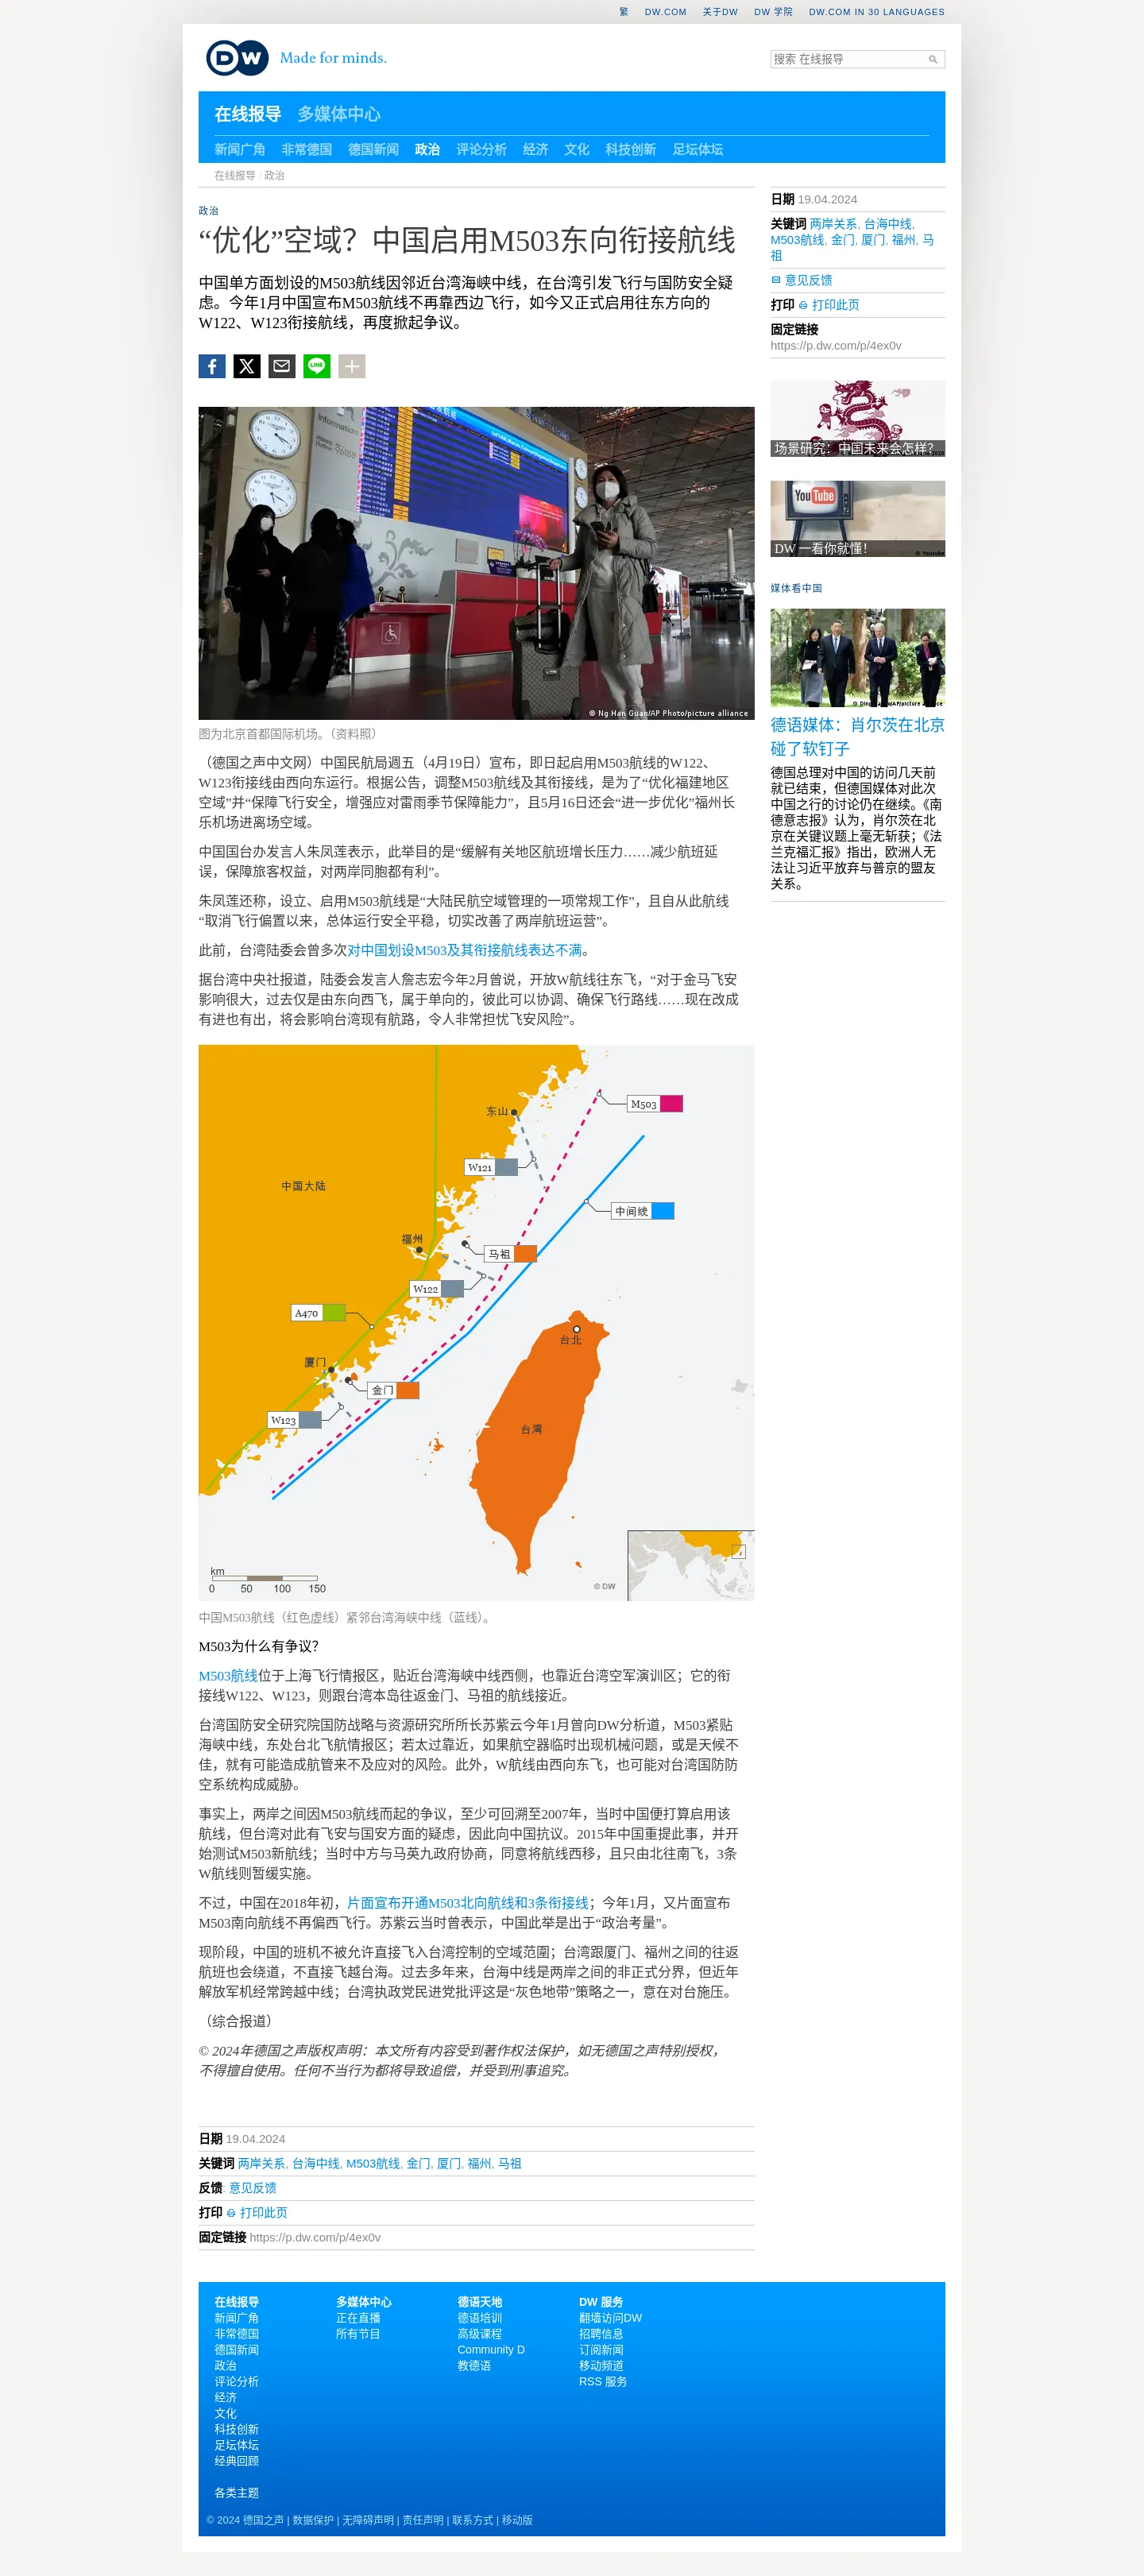 繁 DW.COM 关于DW DW 学院 DW.COM IN 30 LANGUAGES
DW Made for minds.
搜索 在线报导
在线报导 多媒体中心
新闻广角 非常德国 德国新闻 政治 评论分析 经济 文化 科技创新 足坛体坛
在线报导 / 政治
政治
“优化”空域？中国启用M503东向衔接航线
中国单方面划设的M503航线因邻近台湾海峡中线，在台湾引发飞行与国防安全疑
虑。今年1月中国宣布M503航线不再靠西边飞行，如今又正式启用往东方向的
W122、W123衔接航线，再度掀起争议。
LINE
Information
© Ng Han Guan/AP Photo/picture alliance
图为北京首都国际机场。（资料照）
（德国之声中文网）中国民航局週五（4月19日）宣布，即日起启用M503航线的W122、
W123衔接线由西向东运行。根据公告，调整M503航线及其衔接线，是为了“优化福建地区
空域”并“保障飞行安全，增强应对雷雨季节保障能力”，且5月16日还会“进一步优化”福州长
乐机场进离场空域。
中国国台办发言人朱凤莲表示，此举目的是“缓解有关地区航班增长压力……减少航班延
误，保障旅客权益，对两岸同胞都有利”。
朱凤莲还称，设立、启用M503航线是“大陆民航空域管理的一项常规工作”，且自从此航线
“取消飞行偏置以来，总体运行安全平稳，切实改善了两岸航班运营”。
此前，台湾陆委会曾多次对中国划设M503及其衔接航线表达不满。
据台湾中央社报道，陆委会发言人詹志宏今年2月曾说，开放W航线往东飞，“对于金马飞安
影响很大，过去仅是由东向西飞，属于单向的，彼此可以协调、确保飞行路线……现在改成
有进也有出，将会影响台湾现有航路，令人非常担忧飞安风险”。
M503
东山
W121
中国大陆
中间线
福州
马祖
W122
A470
台北
厦门
金门
W123
台湾
km
0 50 100 150
© DW
中国M503航线（红色虚线）紧邻台湾海峡中线（蓝线）。
M503为什么有争议？
M503航线位于上海飞行情报区，贴近台湾海峡中线西侧，也靠近台湾空军演训区；它的衔
接线W122、W123，则跟台湾本岛往返金门、马祖的航线接近。
台湾国防安全研究院国防战略与资源研究所所长苏紫云今年1月曾向DW分析道，M503紧贴
海峡中线，东处台北飞航情报区；若太过靠近，如果航空器临时出现机械问题，或是天候不
佳，就有可能造成航管来不及应对的风险。此外，W航线由西向东飞，也可能对台湾国防防
空系统构成威胁。
事实上，两岸之间因M503航线而起的争议，至少可回溯至2007年，当时中国便打算启用该
航线，但台湾对此有飞安与国安方面的疑虑，因此向中国抗议。2015年中国重提此事，并开
始测试M503新航线；当时中方与马英九政府协商，同意将航线西移，且只由北往南飞，3条
W航线则暂缓实施。
不过，中国在2018年初，片面宣布开通M503北向航线和3条衔接线；今年1月，又片面宣布
M503南向航线不再偏西飞行。苏紫云当时曾表示，中国此举是出于“政治考量”。
现阶段，中国的班机不被允许直接飞入台湾控制的空域范围；台湾跟厦门、福州之间的往返
航班也会绕道，不直接飞越台海。过去多年来，台海中线是两岸之间的非正式分界，但近年
解放军机经常跨越中线；台湾执政党民进党批评这是“灰色地带”策略之一，意在对台施压。
（综合报道）
© 2024年德国之声版权声明：本文所有内容受到著作权法保护，如无德国之声特别授权，
不得擅自使用。任何不当行为都将导致追偿，并受到刑事追究。
日期 19.04.2024
关键词 两岸关系, 台海中线, M503航线, 金门, 厦门, 福州, 马祖
反馈: 意见反馈
打印 打印此页
固定链接 https://p.dw.com/p/4ex0v
日期 19.04.2024
关键词 两岸关系, 台海中线,
M503航线, 金门, 厦门, 福州, 马
祖
意见反馈
打印 打印此页
固定链接
https://p.dw.com/p/4ex0v
场景研究：中国未来会怎样？
YouTube
DW 一看你就懂！
© Youtube
媒体看中国
德语媒体：肖尔茨在北京
碰了软钉子
德国总理对中国的访问几天前
就已结束，但德国媒体对此次
中国之行的讨论仍在继续。《南
德意志报》认为，肖尔茨在北
京在关键议题上毫无斩获；《法
兰克福汇报》指出，欧洲人无
法让习近平放弃与普京的盟友
关系。
在线报导
新闻广角
非常德国
德国新闻
政治
评论分析
经济
文化
科技创新
足坛体坛
经典回顾
各类主题
多媒体中心
正在直播
所有节目
德语天地
德语培训
高级课程
Community D
教德语
DW 服务
翻墙访问DW
招聘信息
订阅新闻
移动频道
RSS 服务
© 2024 德国之声 | 数据保护 | 无障碍声明 | 责任声明 | 联系方式 | 移动版